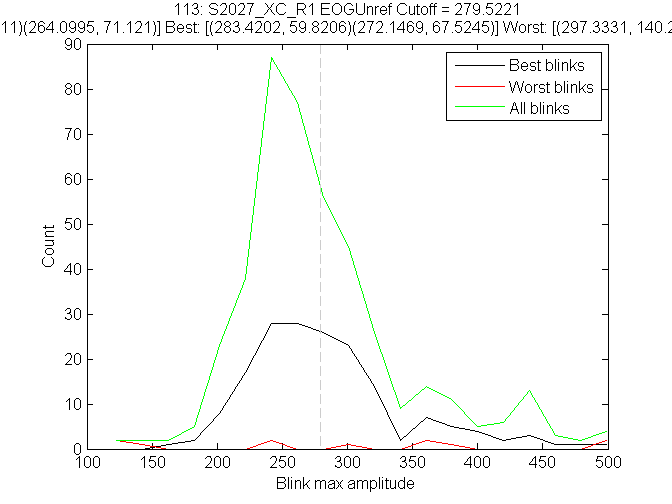 113: S2027_XC_R1 EOGUnref Cutoff = 279.5221
11)(264.0995, 71.121)] Best: [(283.4202, 59.8206)(272.1469, 67.5245)] Worst: [(297.3331, 140.2
90
80
70
60
50
40
30
20
10
0
Count
Best blinks
Worst blinks
All blinks
100 150 200 250 300 350 400 450 500
Blink max amplitude